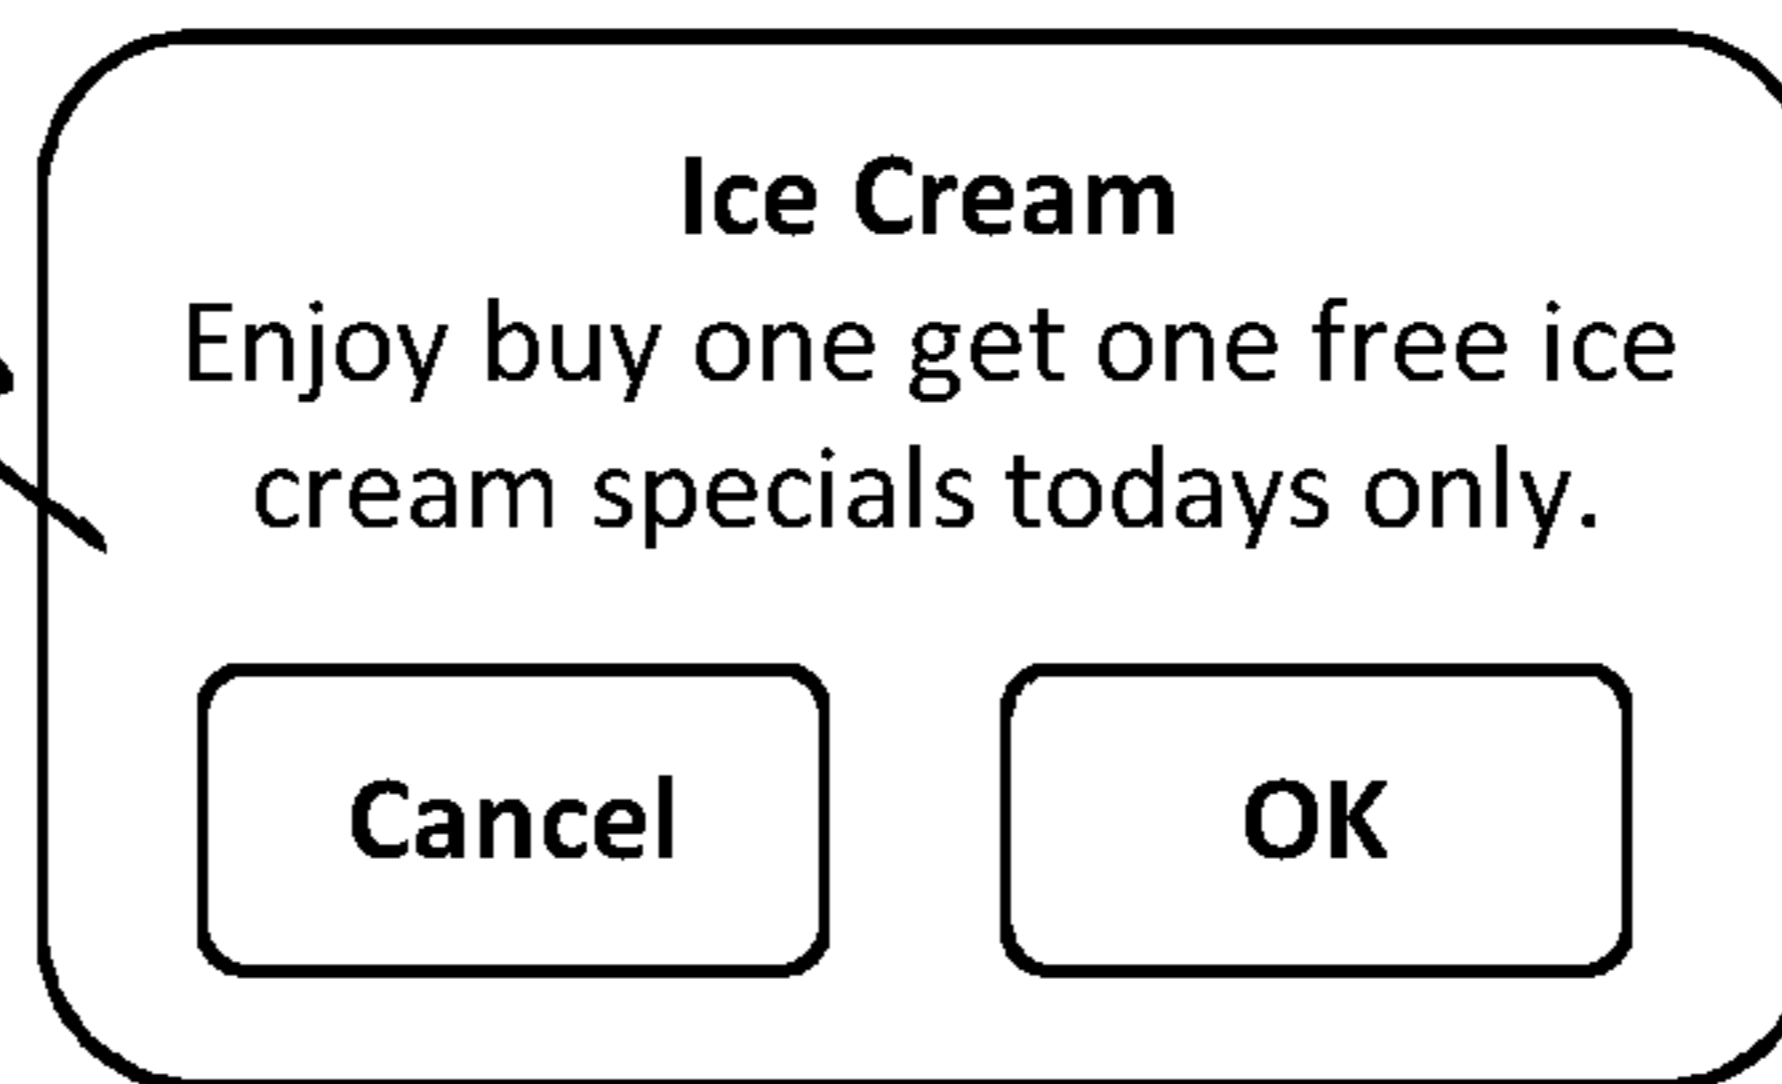 Ice Cream
Enjoy buy one get one free ice
cream specials todays only.
Cancel
OK